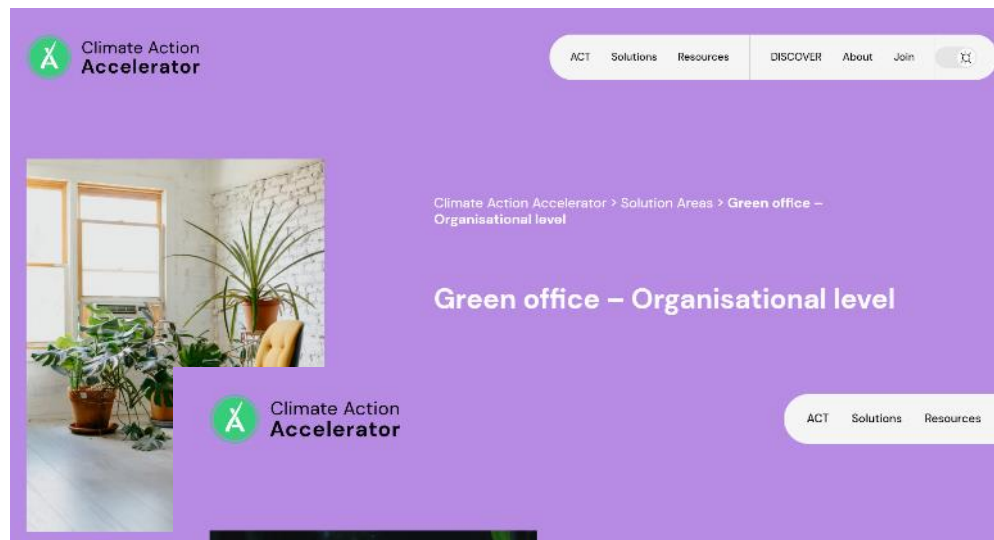 Climate Action
Accelerator
ACT Solutions Resources DISCOVER About Join
Climate Action Accelerator > Solution Areas > Green office –
Organisational level
Green office – Organisational level
Climate Action
Accelerator
ACT Solutions Resources